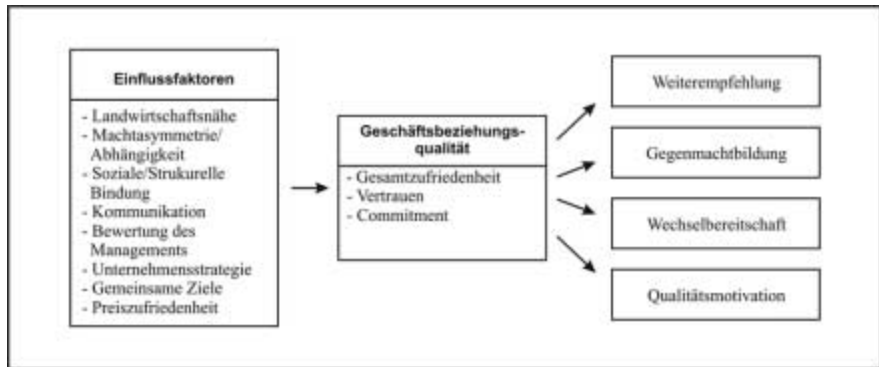 Einflussfaktoren
- Landwirtschaftsnähe
- Machtasymmetrie/
Abhängigkeit
- Soziale/Strukurelle
Bindung
- Kommunikation
- Bewertung des
Managements
- Unternehmensstrategie
- Gemeinsame Ziele
- Preiszufriedenheit
Geschäftsbeziehungs-
qualität
- Gesamtzufriedenheit
- Vertrauen
- Commitment
Weiterempfehlung
Gegenmachtbildung
Wechselbereitschaft
Qualitätsmotivation